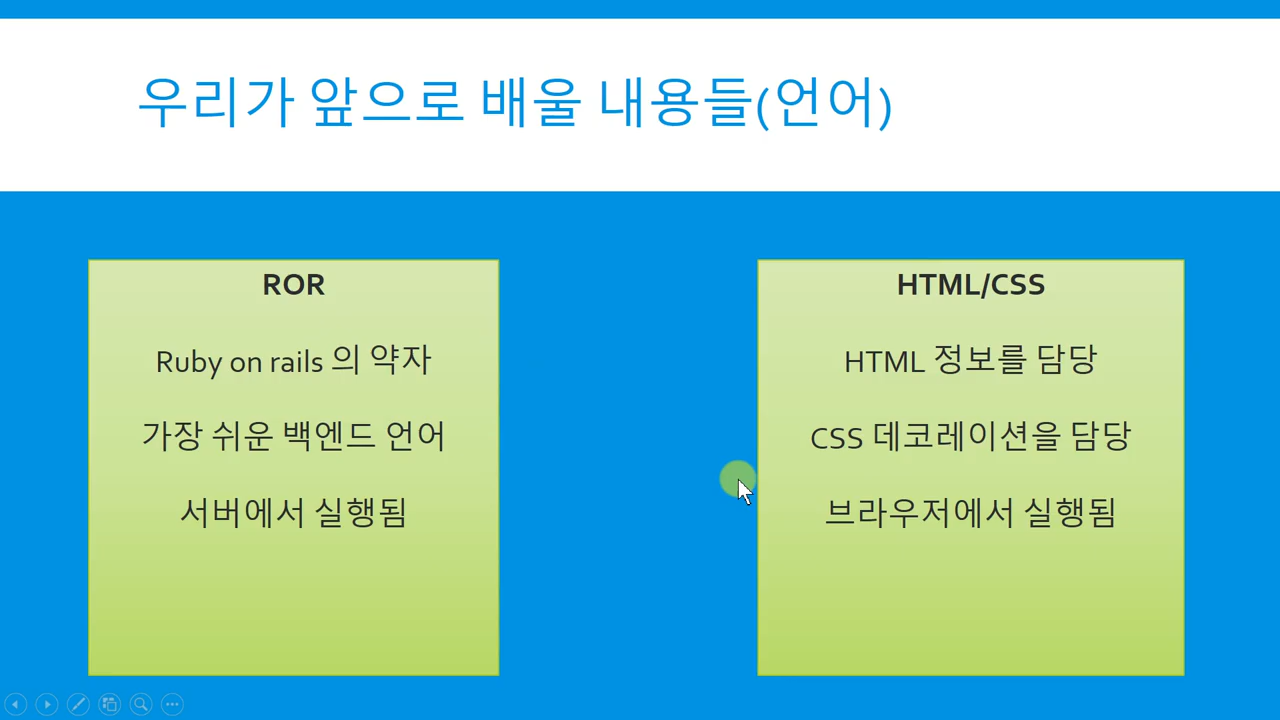 우리가 앞으로 배울 내용들(언어)
ROR
Ruby on rails 의 약자
가장 쉬운 백엔드 언어
서버에서 실행됨
HTML/CSS
HTML 정보를 담당
CSS 데코레이션을 담당
브라우저에서 실행됨